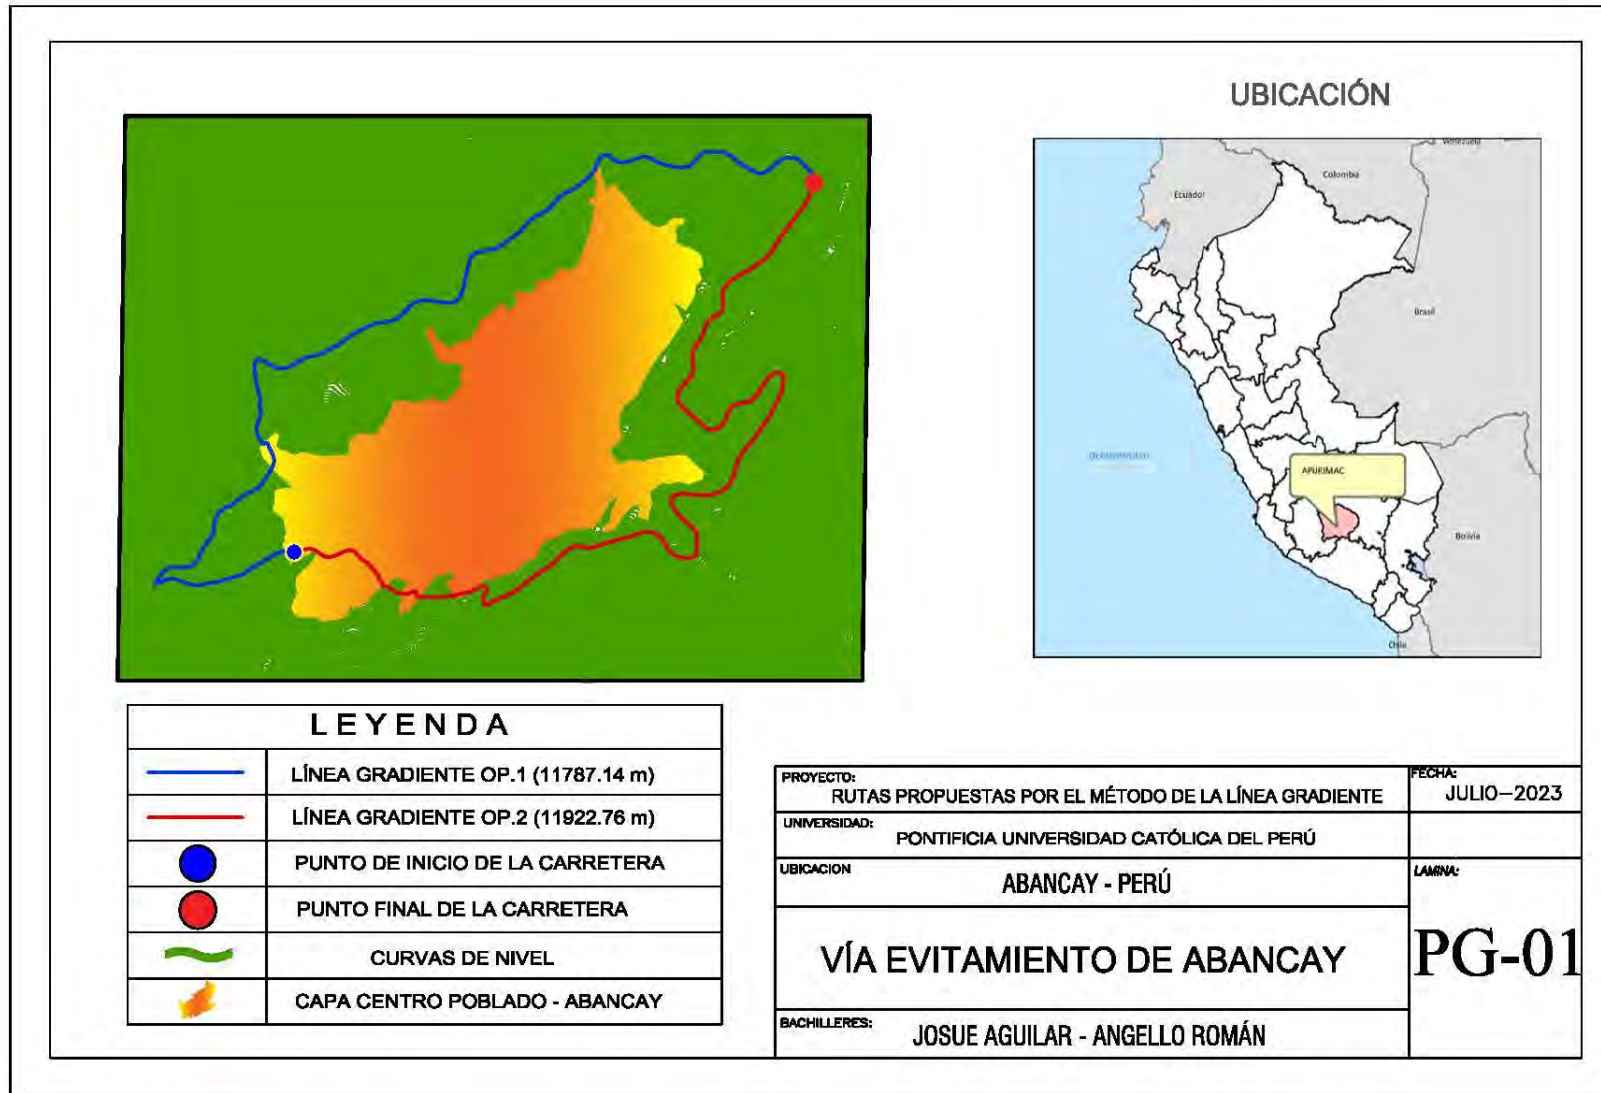 UBICACIÓN
Venezuela
Colombia
Ecuador
Brasil
APURIMAC
Bolivia
Chile
LEYENDA
LÍNEA GRADIENTE OP.1 (11787.14 m)
LÍNEA GRADIENTE OP.2 (11922.76 m)
PUNTO DE INICIO DE LA CARRETERA
PUNTO FINAL DE LA CARRETERA
CURVAS DE NIVEL
CAPA CENTRO POBLADO - ABANCAY
PROYECTO:
RUTAS PROPUESTAS POR EL MÉTODO DE LA LÍNEA GRADIENTE
FECHA:
JULIO-2023
UNIVERSIDAD:
PONTIFICIA UNIVERSIDAD CATÓLICA DEL PERÚ
UBICACION
ABANCAY - PERÚ
LAMINA:
PG-01
VÍA EVITAMIENTO DE ABANCAY
BACHILLERES:
JOSUE AGUILAR - ANGELLO ROMÁN